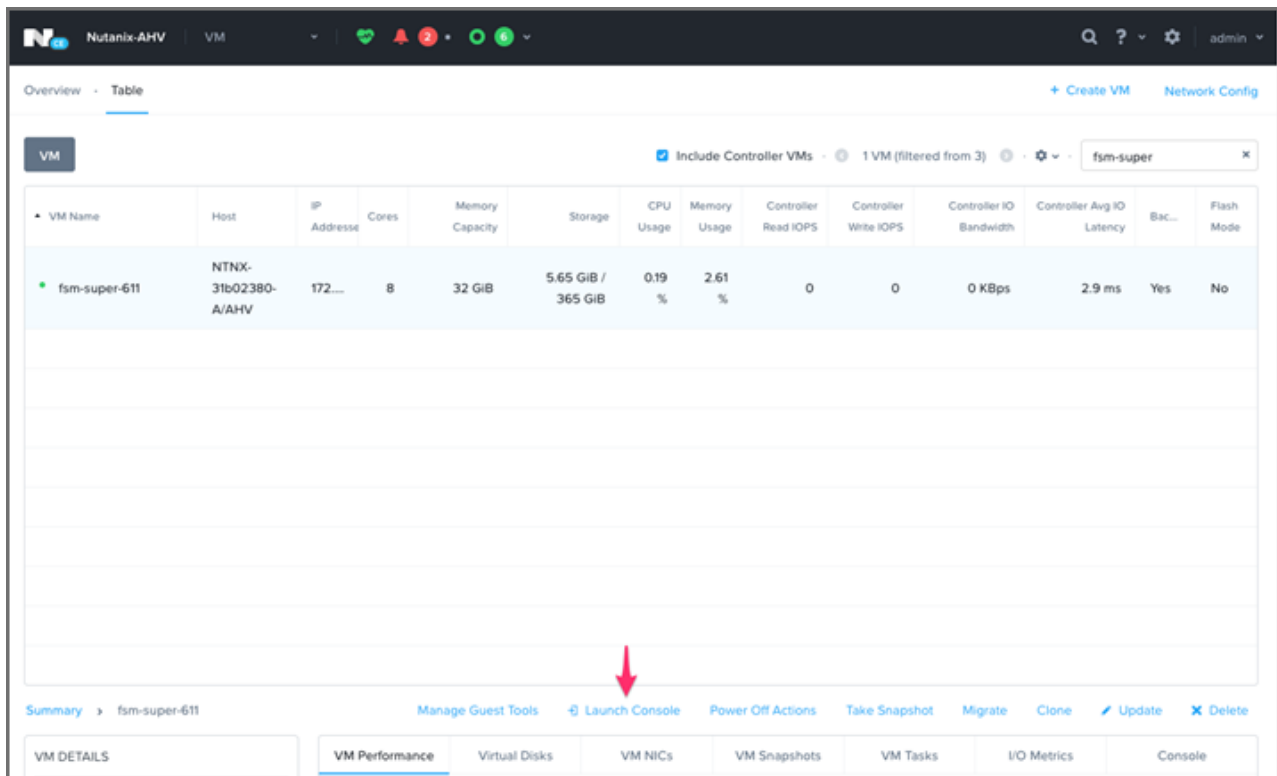 N CE Nutanix-AHV VM 2 6 ? admin
Overview · Table + Create VM Network Config
VM Include Controller VMs · 1 VM (filtered from 3) · · fsm-super ×
VM Name Host IP Addresse Cores Memory Capacity Storage CPU Usage Memory Usage Controller Read IOPS Controller Write IOPS Controller IO Bandwidth Controller Avg IO Latency Bac... Flash Mode
fsm-super-611 NTNX-31b02380-A/AHV 172.... 8 32 GiB 5.65 GiB / 365 GiB 0.19 % 2.61 % 0 0 0 KBps 2.9 ms Yes No
Summary > fsm-super-611 Manage Guest Tools Launch Console Power Off Actions Take Snapshot Migrate Clone Update × Delete
VM DETAILS VM Performance Virtual Disks VM NICs VM Snapshots VM Tasks I/O Metrics Console